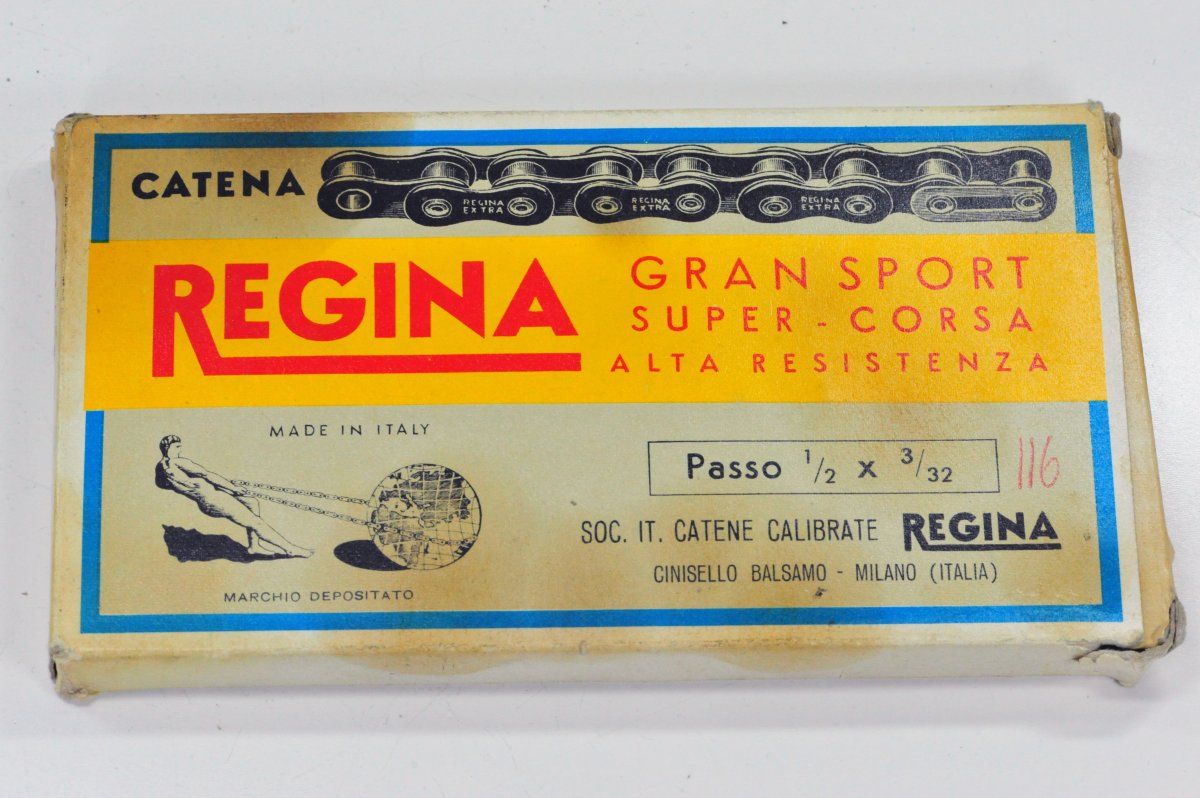 CATENA
REGINA EXTRA
REGINA EXTRA
REGINA EXTRA
REGINA
GRAN SPORT
SUPER - CORSA
ALTA RESISTENZA
MADE IN ITALY
Passo 1/2 x 3/32
116
SOC. IT. CATENE CALIBRATE REGINA
CINISELLO BALSAMO - MILANO (ITALIA)
MARCHIO DEPOSITATO